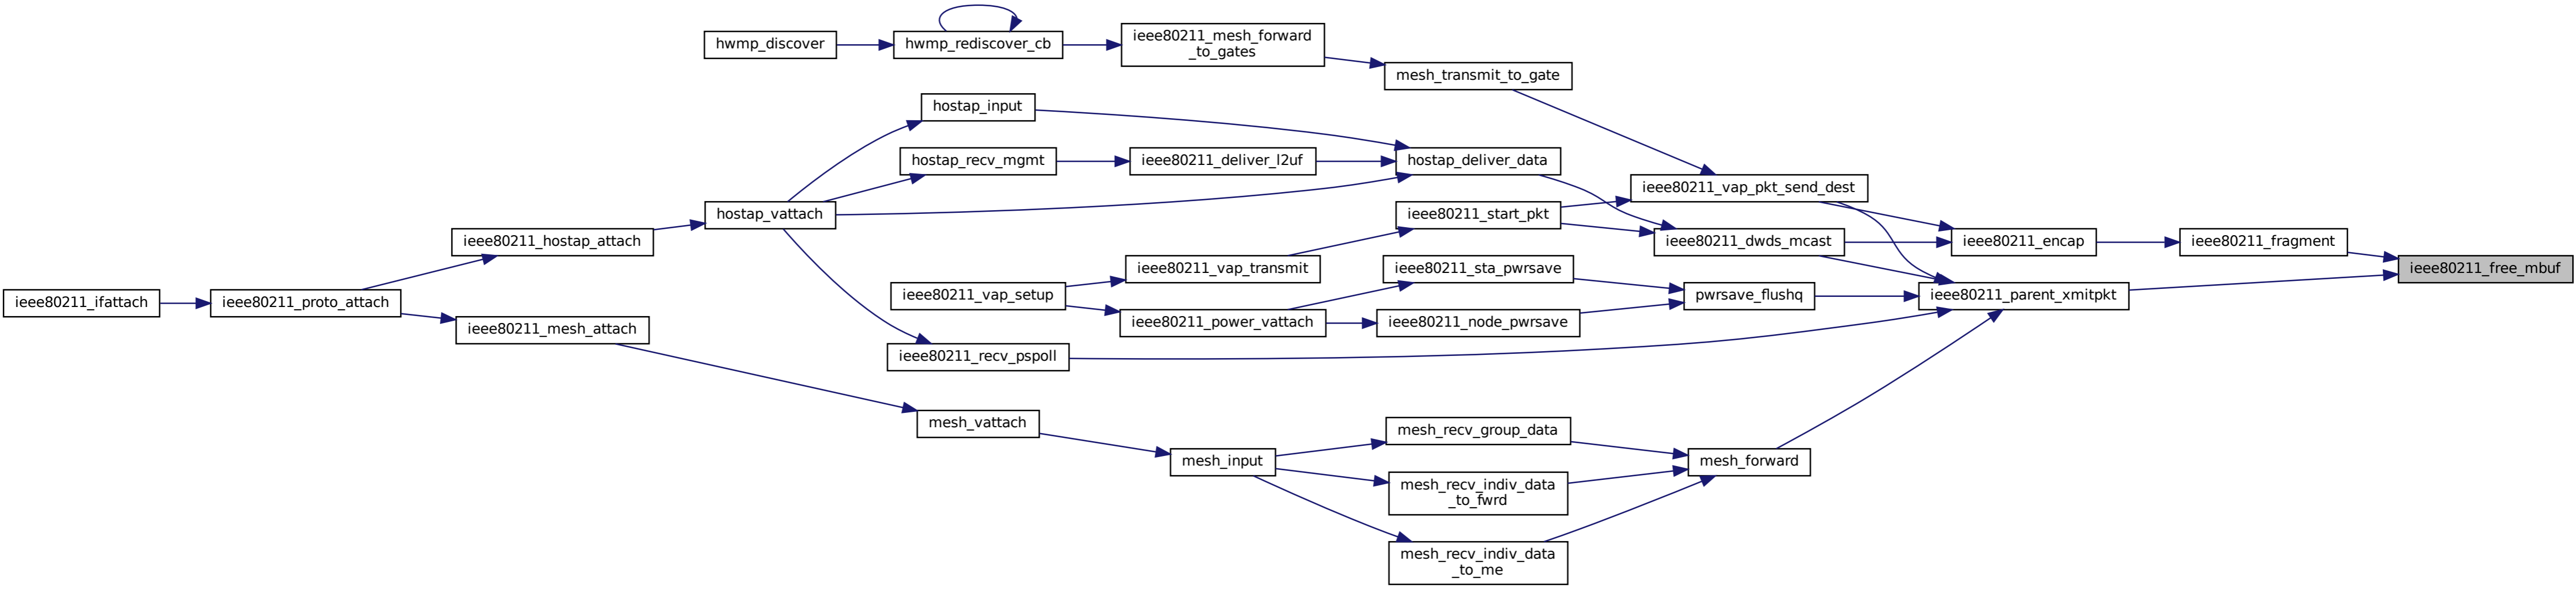 hwmp_discover
hwmp_rediscover_cb
ieee80211_mesh_forward
_to_gates
mesh_transmit_to_gate
hostap_input
hostap_recv_mgmt
ieee80211_deliver_l2uf
hostap_deliver_data
ieee80211_vap_pkt_send_dest
hostap_vattach
ieee80211_start_pkt
ieee80211_hostap_attach
ieee80211_dwds_mcast
ieee80211_encap
ieee80211_fragment
ieee80211_vap_transmit
ieee80211_sta_pwrsave
ieee80211_free_mbuf
ieee80211_ifattach
ieee80211_proto_attach
ieee80211_vap_setup
pwrsave_flushq
ieee80211_parent_xmitpkt
ieee80211_mesh_attach
ieee80211_power_vattach
ieee80211_node_pwrsave
ieee80211_recv_pspoll
mesh_vattach
mesh_recv_group_data
mesh_input
mesh_forward
mesh_recv_indiv_data
_to_fwrd
mesh_recv_indiv_data
_to_me